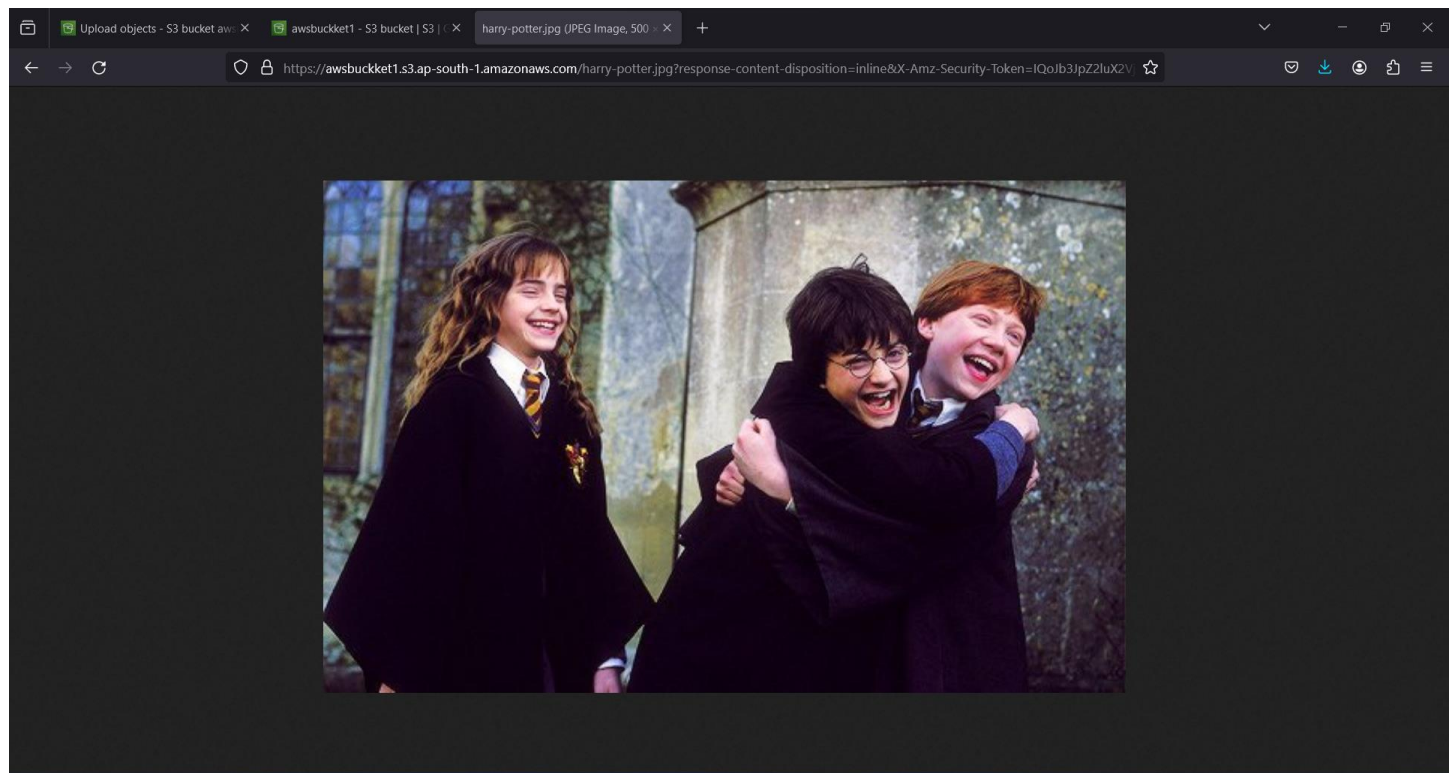 Upload objects - S3 bucket aws
awsbuckket1 - S3 bucket | S3 |
harry-potter.jpg (JPEG Image, 500 ×
https://awsbuckket1.s3.ap-south-1.amazonaws.com/harry-potter.jpg?response-content-disposition=inline&X-Amz-Security-Token=IQoJb3JpZ2luX2V